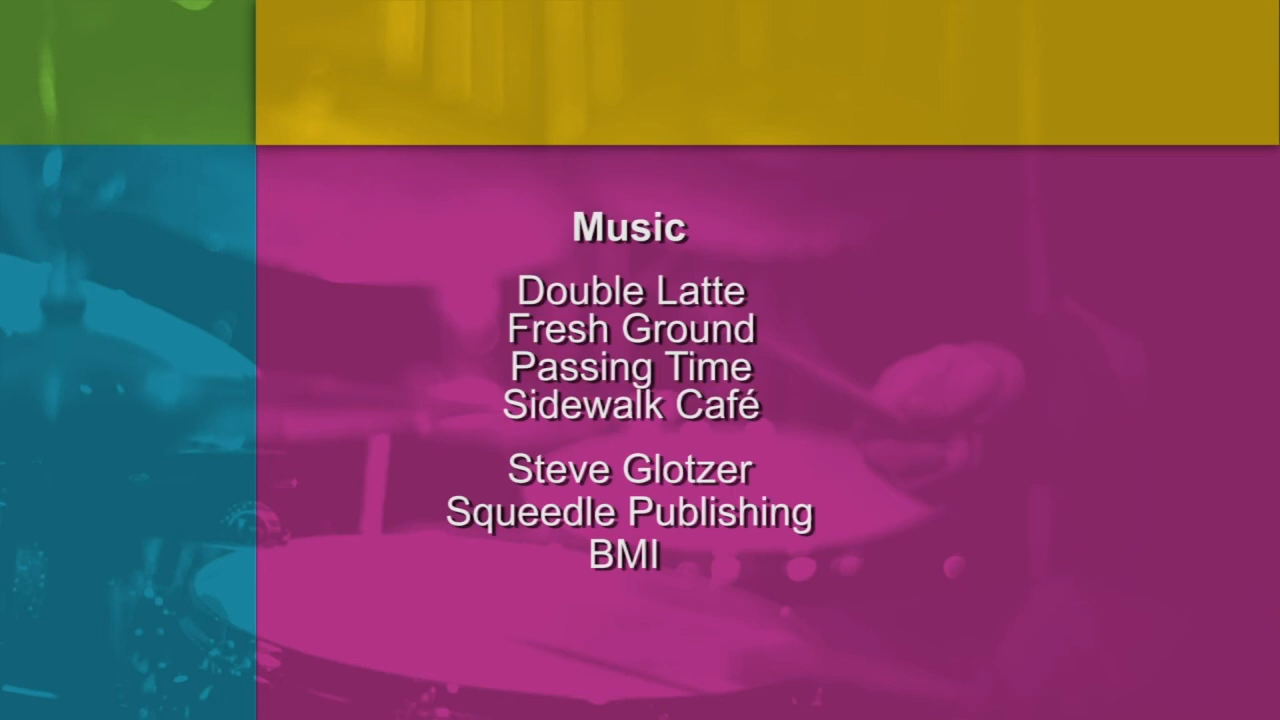 Music
Double Latte
Fresh Ground
Passing Time
Sidewalk Café
Steve Glotzer
Squeedle Publishing
BMI